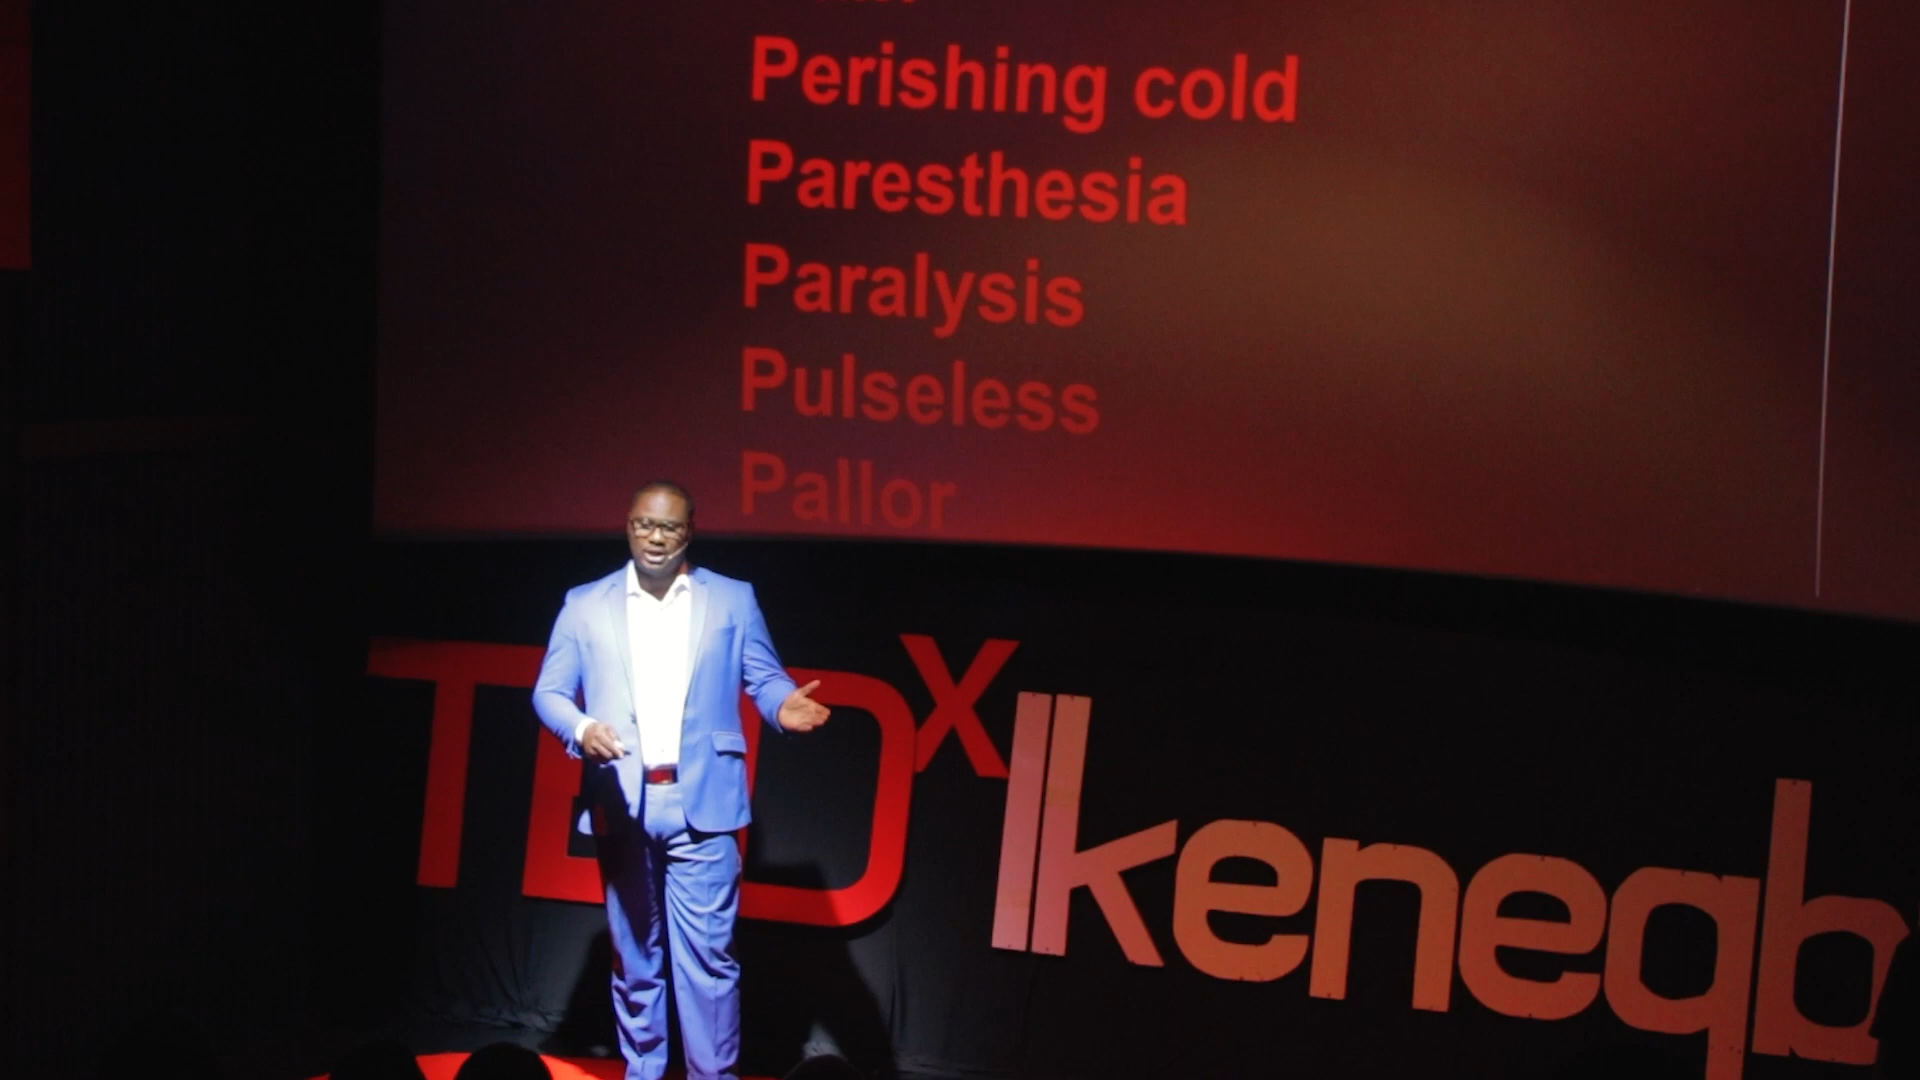 Perishing cold
Paresthesia
Paralysis
Pulseless
Pallor
TEDx
Ikenegb